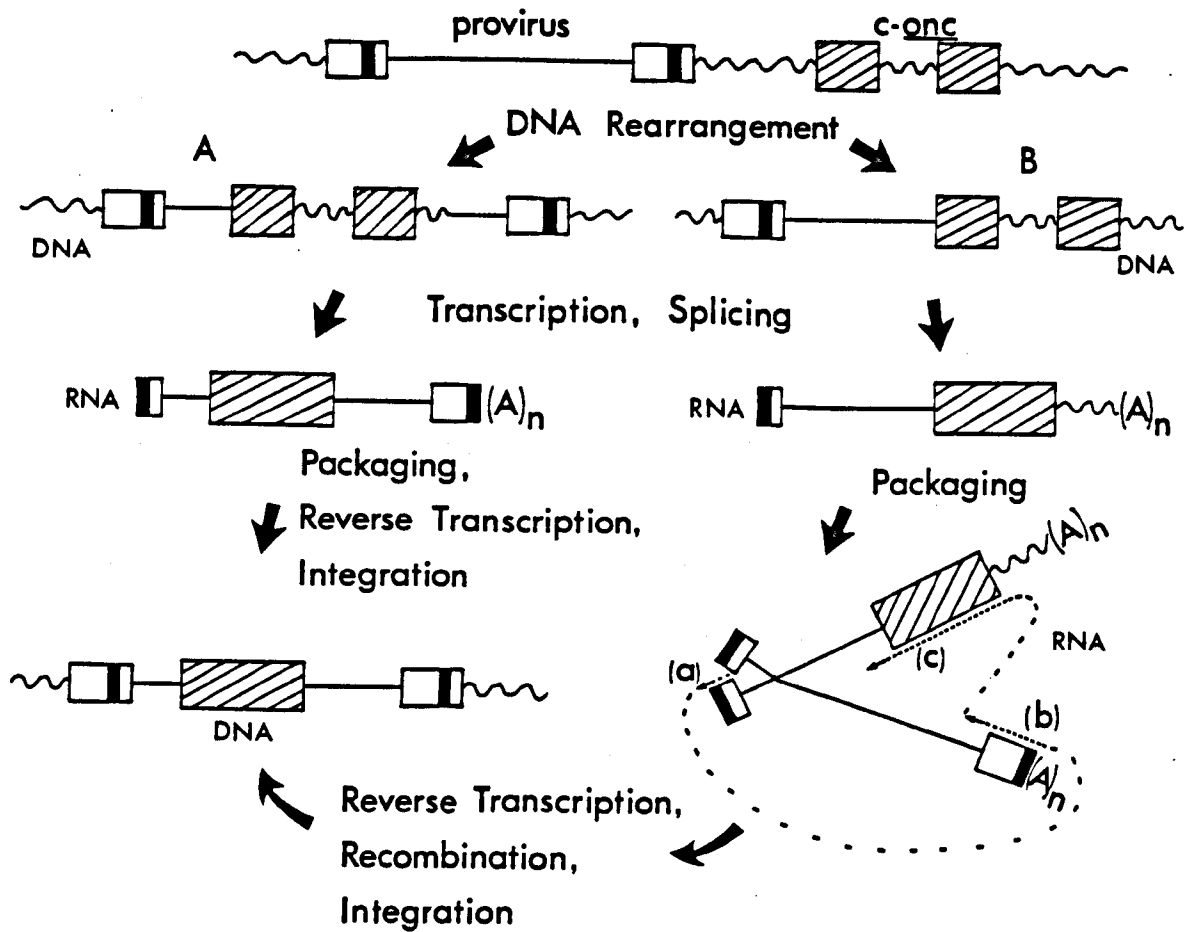 provirus
c-onc
DNA Rearrangement
A
B
DNA
DNA
Transcription, Splicing
RNA (A)n
RNA (A)n
Packaging,
Reverse Transcription,
Integration
Packaging
(A)n
RNA
(c)
(a)
(b)
(A)n
DNA
Reverse Transcription,
Recombination,
Integration